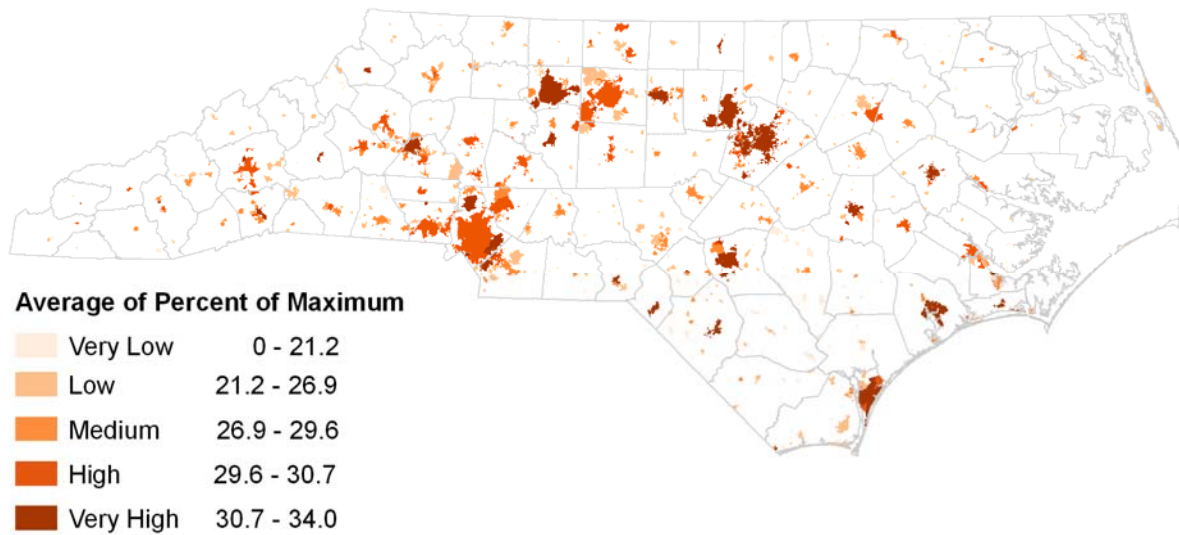 Average of Percent of Maximum
Very Low 0 - 21.2
Low 21.2 - 26.9
Medium 26.9 - 29.6
High 29.6 - 30.7
Very High 30.7 - 34.0